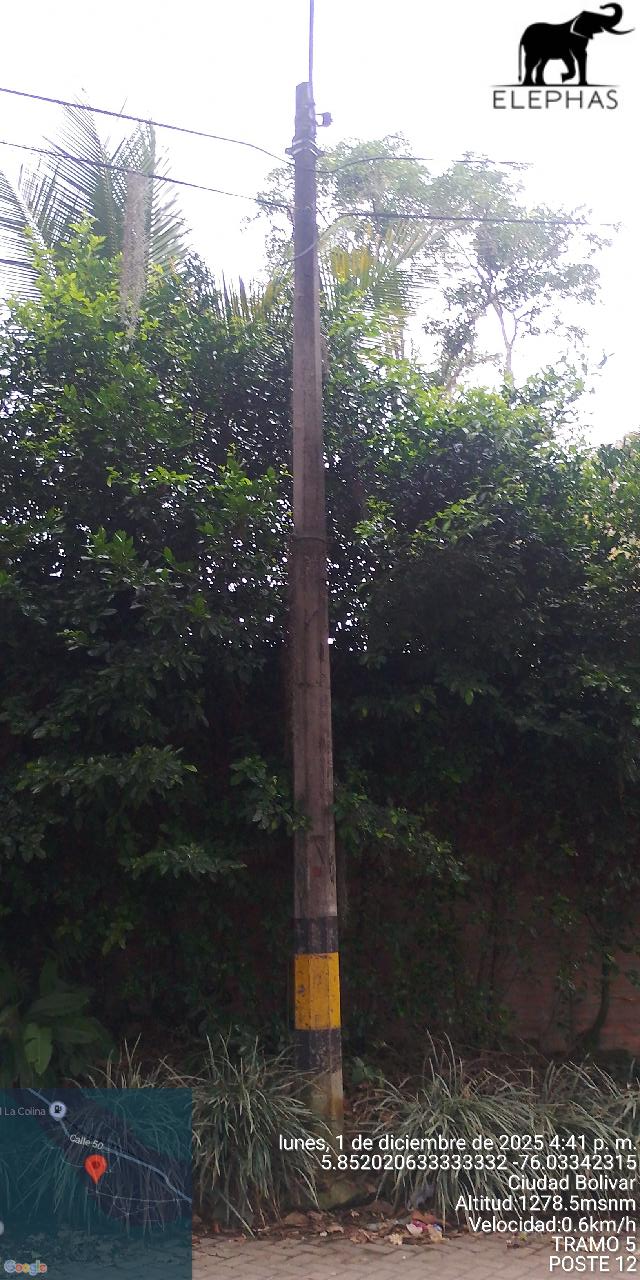 ELEPHAS
La Colina
Calle 50
Google
lunes, 1 de diciembre de 2025 4:41 p. m.
5.852020633333332 -76.03342315
Ciudad Bolivar
Altitud 1278.5msnm
Velocidad:0.6km/h
TRAMO 5
POSTE 12